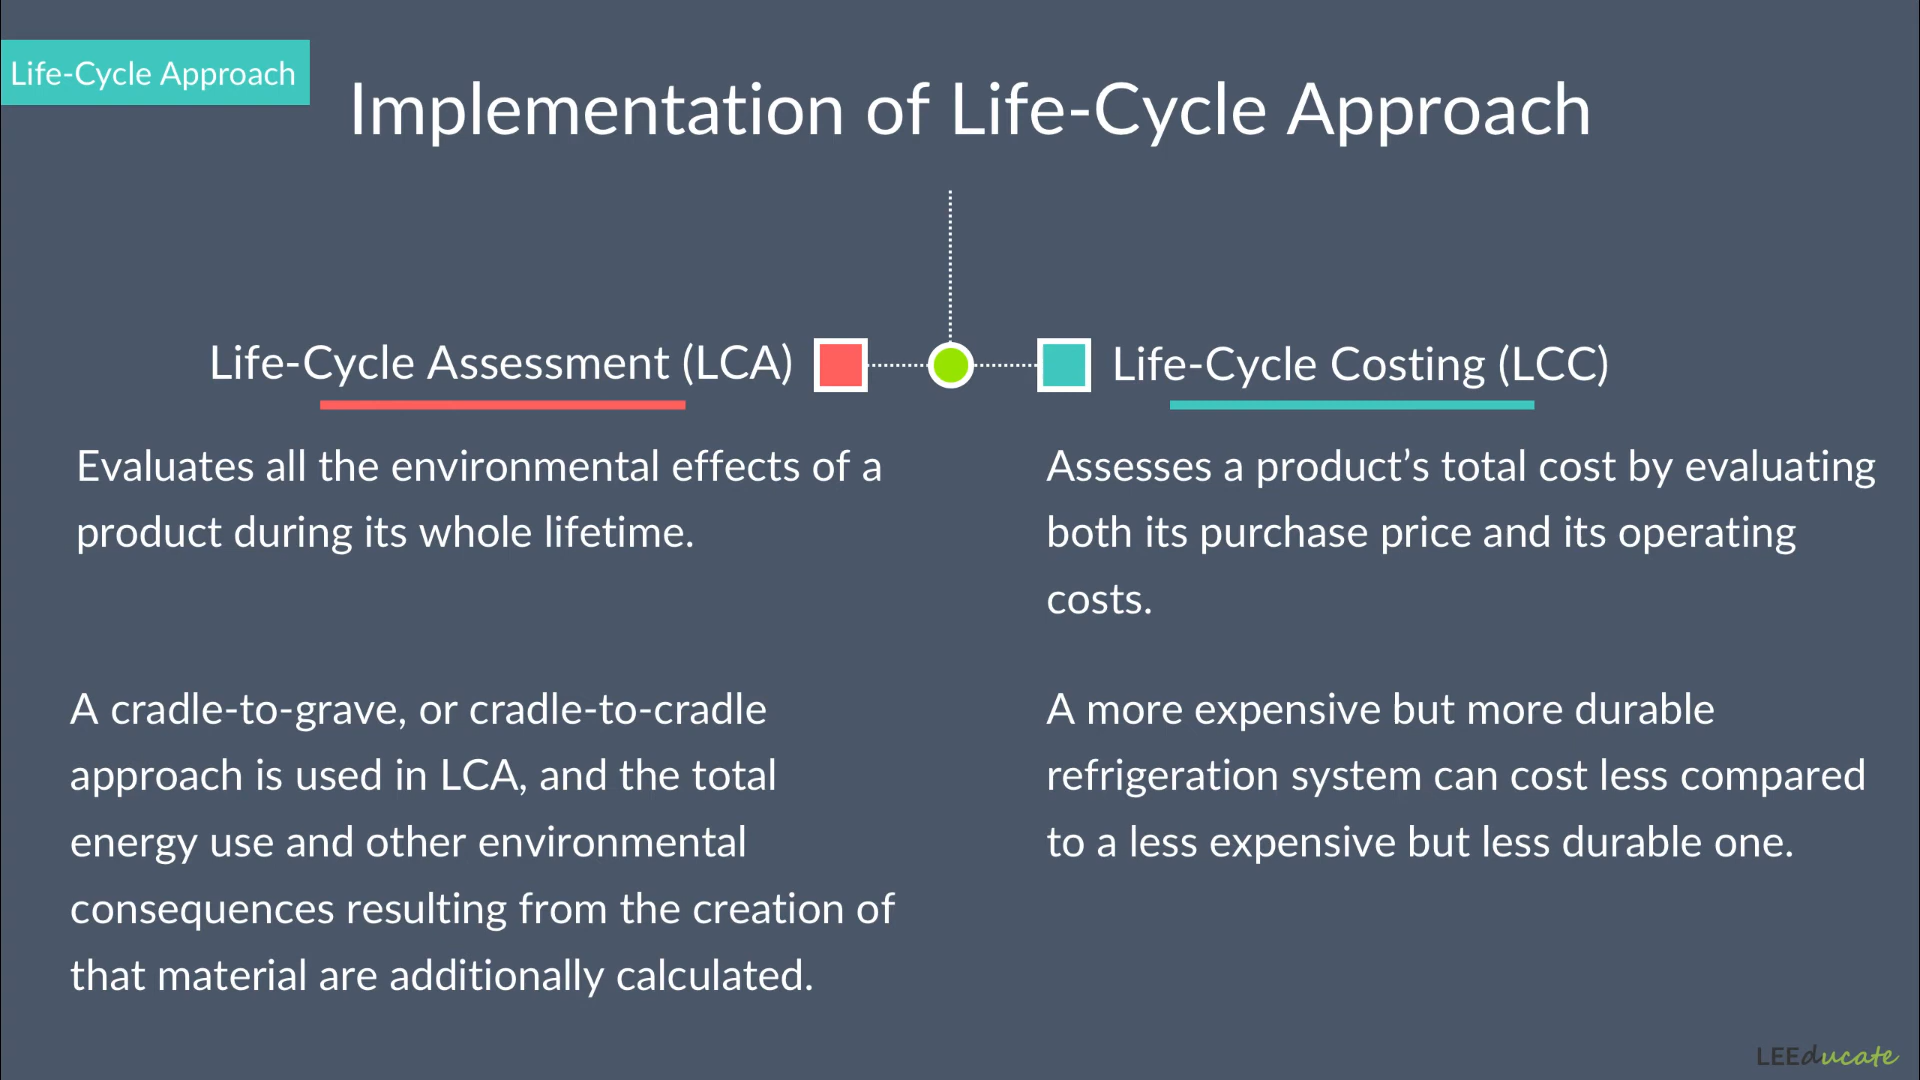 Life-Cycle Approach
Implementation of Life-Cycle Approach
Life-Cycle Assessment (LCA)
Evaluates all the environmental effects of a
product during its whole lifetime.
A cradle-to-grave, or cradle-to-cradle
approach is used in LCA, and the total
energy use and other environmental
consequences resulting from the creation of
that material are additionally calculated.
Life-Cycle Costing (LCC)
Assesses a product’s total cost by evaluating
both its purchase price and its operating
costs.
A more expensive but more durable
refrigeration system can cost less compared
to a less expensive but less durable one.
LEEducate